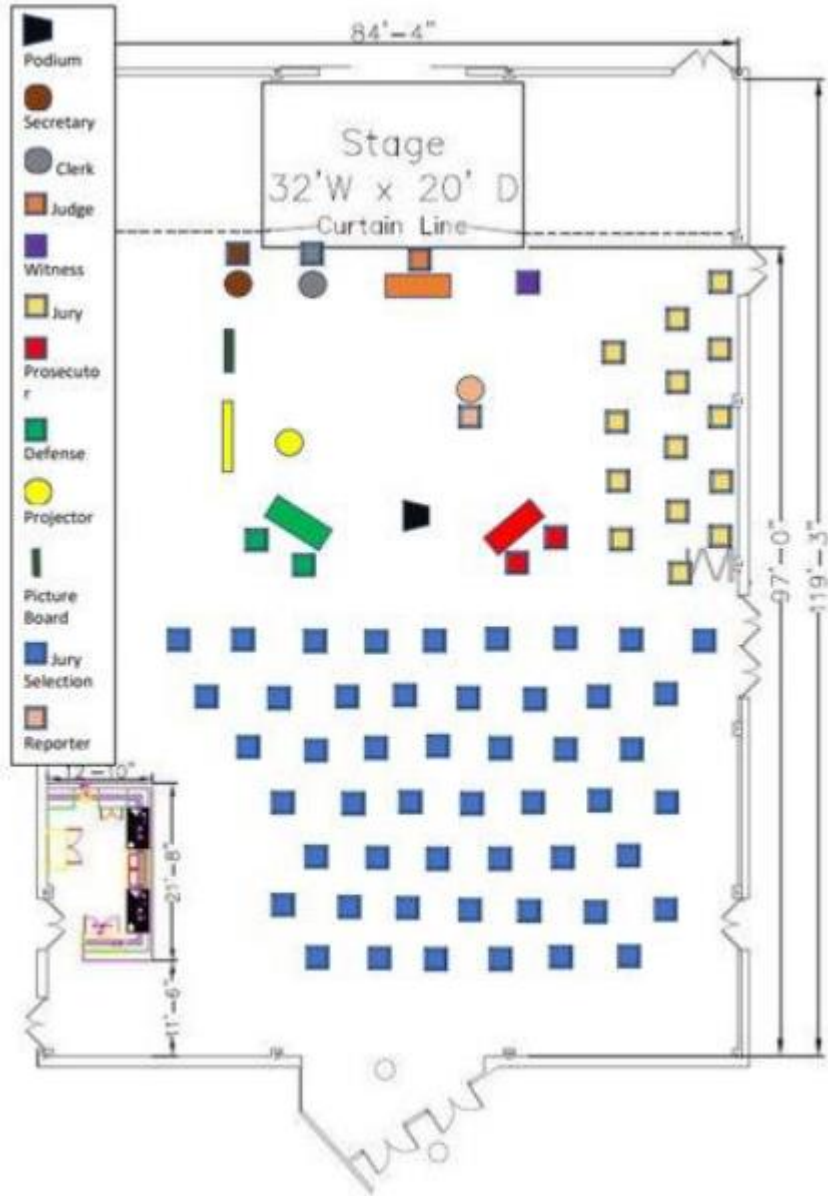 Podium
Secretary
Clerk
Judge
Witness
Jury
Prosecuto
r
Defense
Projector
Picture
Board
Jury
Selection
Reporter
84'-4"
Stage
32'W x 20' D
Curtain Line
97'-0"
119'-3"
12'-10"
21'-8"
11'-6"